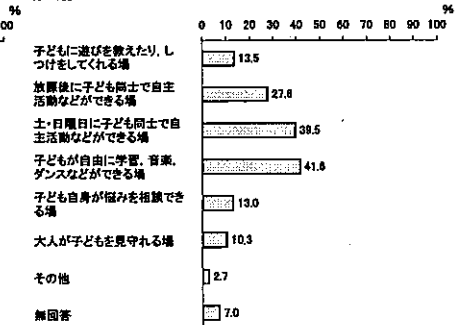 %
%
00
0 10 20 30 40 50 60 70 80 90 100
子どもに遊びを教えたり、し
つけをしてくれる場
13.5
放課後に子ども同士で自主
活動などができる場
27.6
土・日曜日に子ども同士で自
主活動などができる場
39.5
子どもが自由に学習、音楽、
ダンスなどができる場
41.6
子ども自身が悩みを相談でき
る場
13.0
大人が子どもを見守れる場
10.3
その他
2.7
無回答
7.0